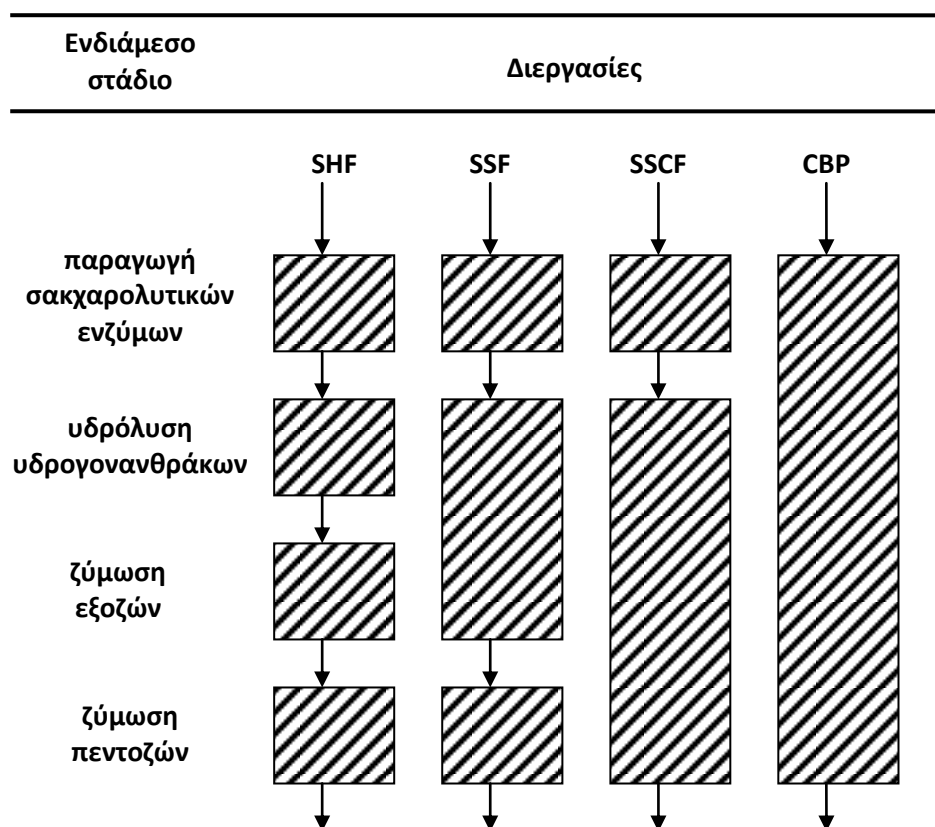 Ενδιάμεσο
στάδιο
Διεργασίες
SHF SSF SSCF CBP
παραγωγή
σακχαρολυτικών
ενζύμων
υδρόλυση
υδρογονανθράκων
ζύμωση
εξοζών
ζύμωση
πεντοζών